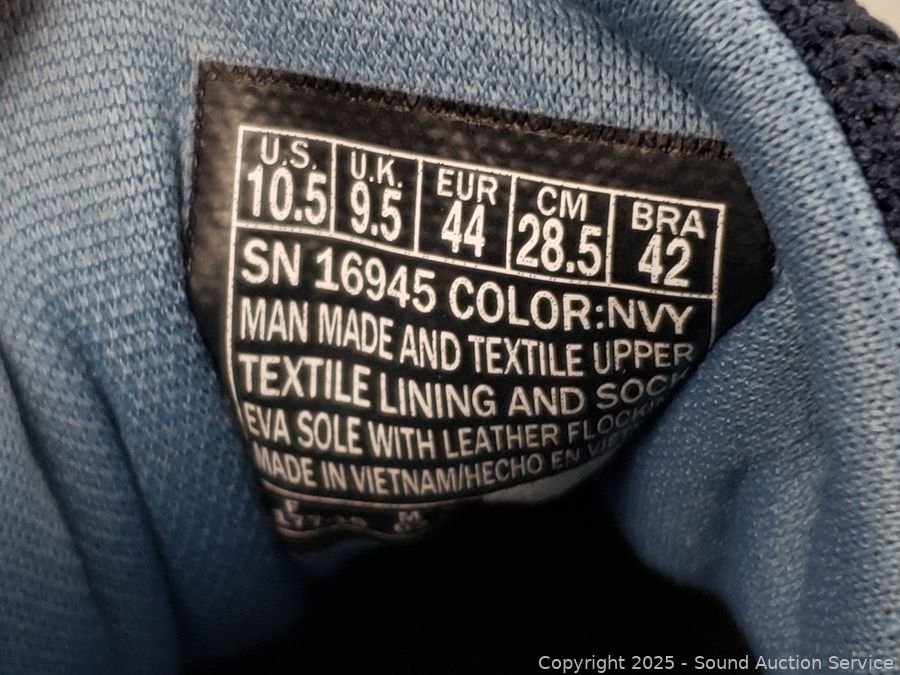 U.S. U.K. EUR CM BRA
10.5 9.5 44 28.5 42
SN 16945 COLOR:NVY
MAN MADE AND TEXTILE UPPER
TEXTILE LINING AND SOCK
EVA SOLE WITH LEATHER
MADE IN VIETNAM/HECHO EN
Copyright 2025 - Sound Auction Service